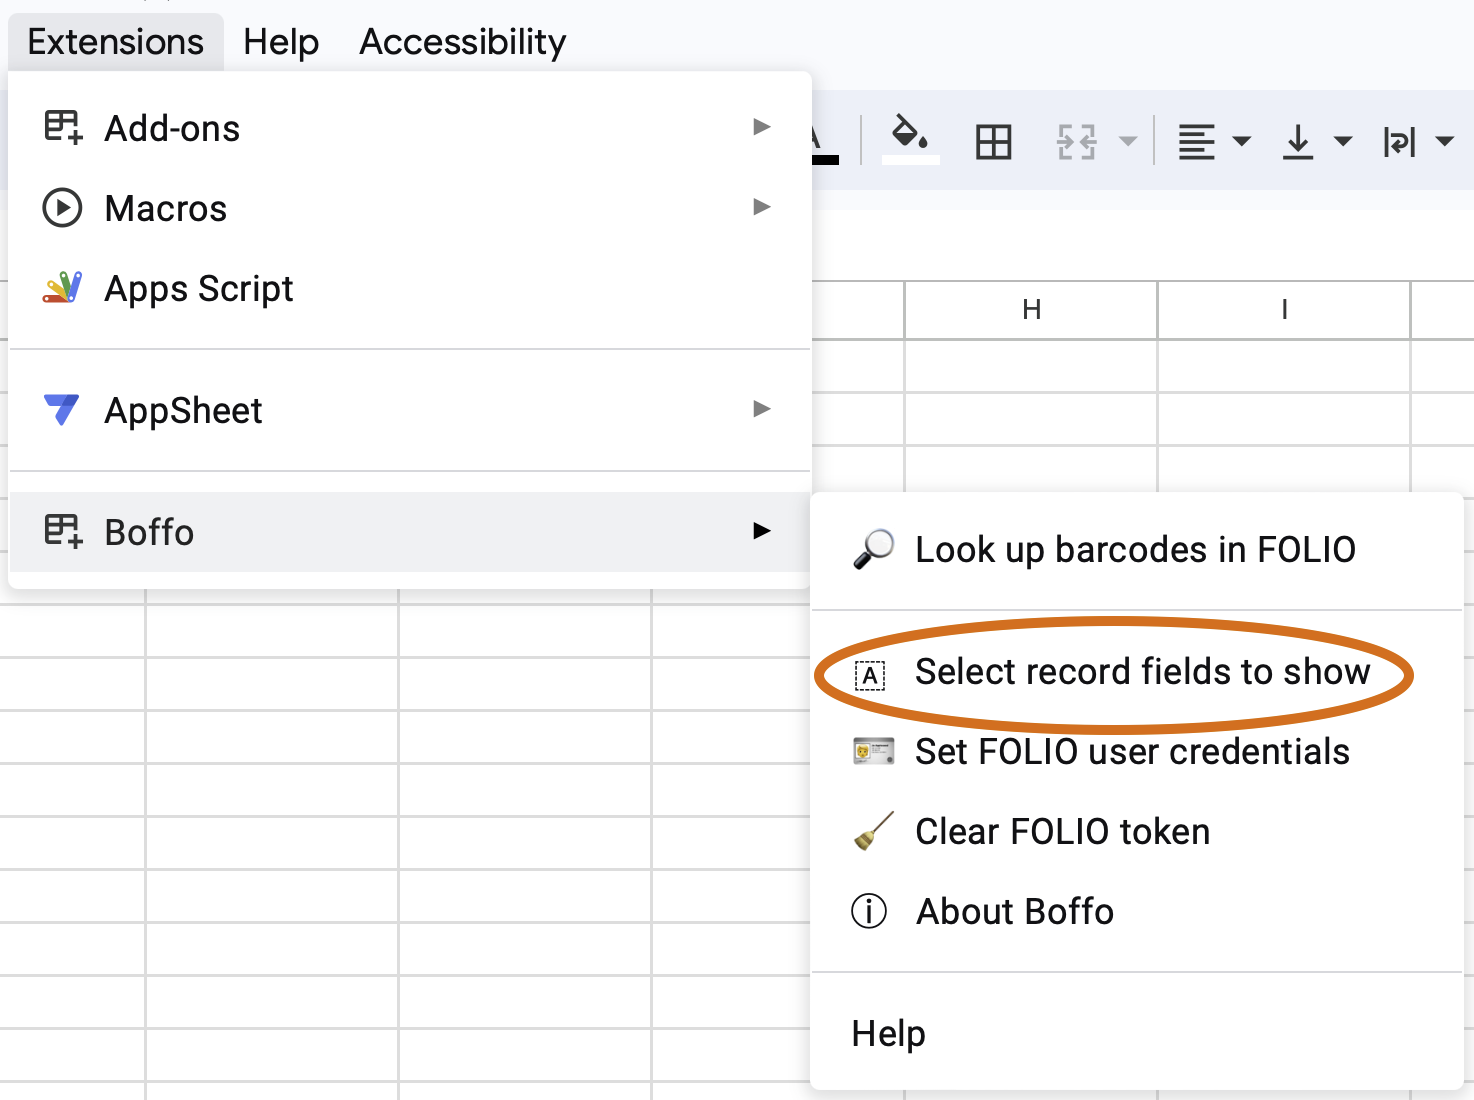 Extensions Help Accessibility
Add-ons
Macros
Apps Script
AppSheet
Boffo
A
H I
Look up barcodes in FOLIO
A Select record fields to show
Set FOLIO user credentials
Clear FOLIO token
About Boffo
Help